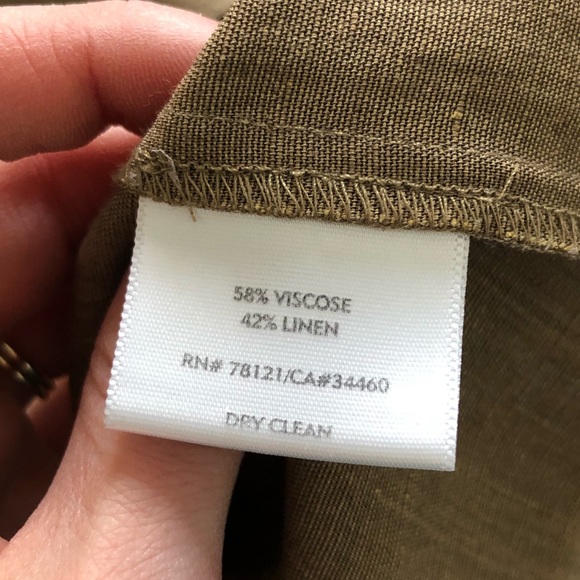 58% VISCOSE
42% LINEN
RN# 78121/CA#34460
DRY CLEAN